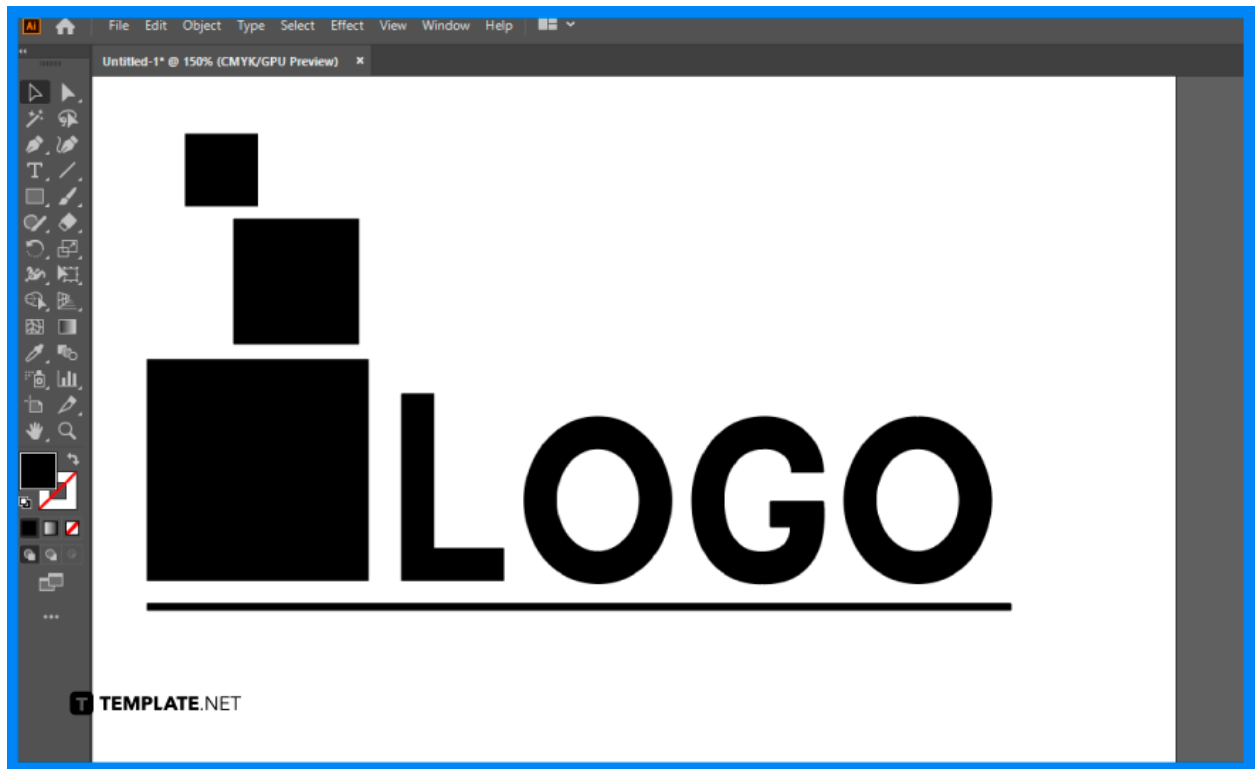 Ai File Edit Object Type Select Effect View Window Help
Untitled-1* @ 150% (CMYK/GPU Preview) ×
LOGO
T TEMPLATE.NET